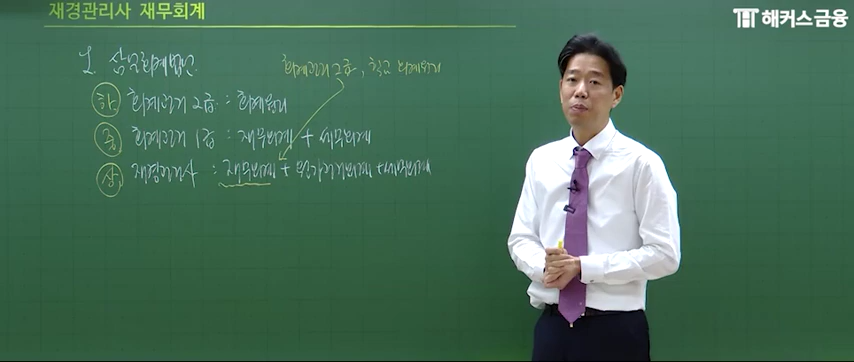 재경관리사 재무회계
해커스금융
2. 삼일회계법인
회계관리 2급, 학교 회계원리
하 회계관리 2급 : 회계원리
중 회계관리 1급 : 재무회계 + 세무회계
상 재경관리사 : 재무회계 + 원가관리회계 + 세무회계